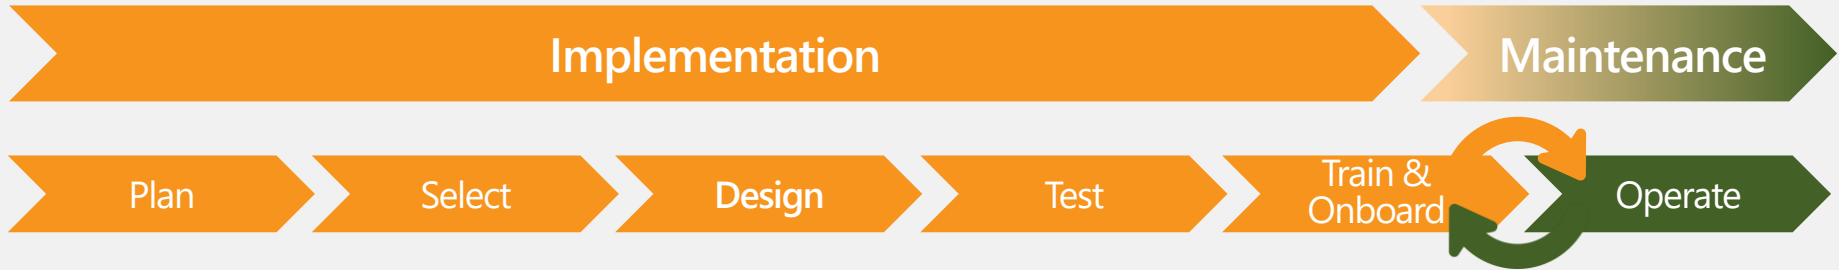 Implementation
Maintenance
Plan
Select
Design
Test
Train &
Onboard
Operate